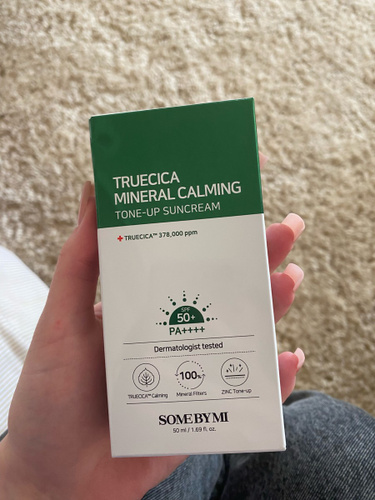 TRUECICA
MINERAL CALMING
TONE-UP SUNCREAM
TRUECICA™ 378,000 ppm
SPF
50+
PA++++
Dermatologist tested
100%
TRUECICA™ Calming
Mineral Filters
ZINC Tone-up
SOME BY MI
50 ml / 1.69 fl. oz.